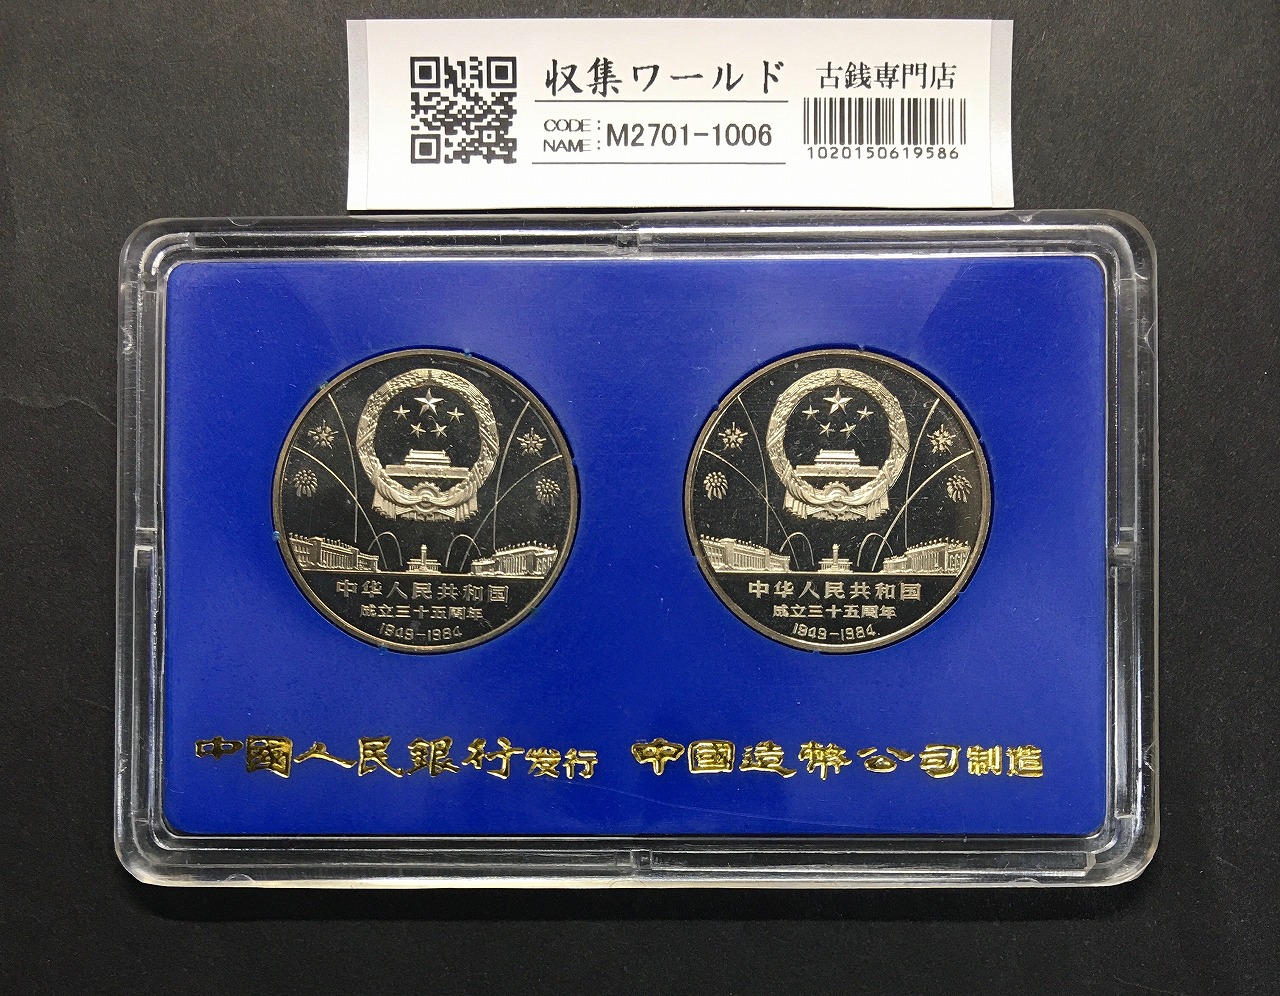 収集ワールド 古銭専門店
CODE:
NAME: M2701-1006
1020150619586
中华人民共和国
成立三十五周年
1949-1984
中华人民共和国
成立三十五周年
1949-1984
中國人民銀行发行 中國造幣公司制造